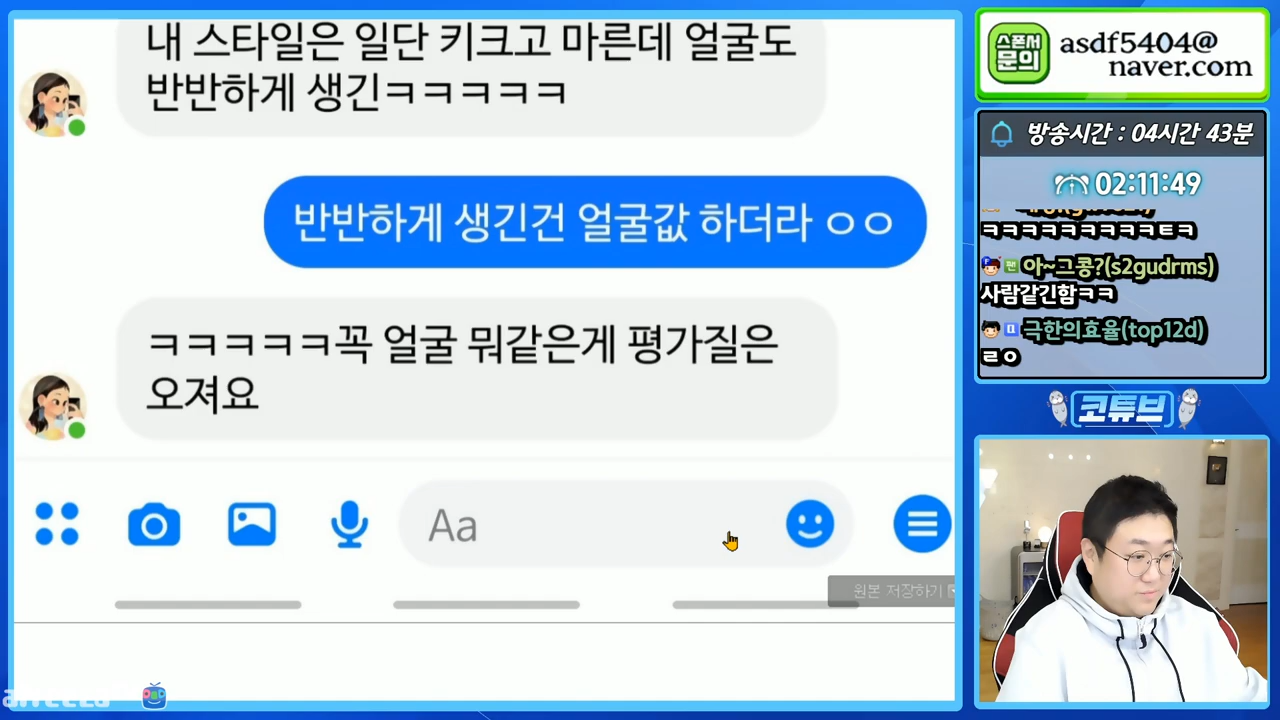 내 스타일은 일단 키크고 마른데 얼굴도
반반하게 생긴ㅋㅋㅋㅋㅋ
반반하게 생긴건 얼굴값 하더라 ㅇㅇ
ㅋㅋㅋㅋㅋ꼭 얼굴 뭐같은게 평가질은
오져요
Aa
원본 저장하기
스폰서
문의
asdf5404@
naver.com
방송시간 : 04시간 43분
02:11:49
ㅋㅋㅋㅋㅋㅋㅋㅋㅋㅌㅋ
팬 아~그콩?(s2gudrms)
사람같긴함ㅋㅋ
극한의효율(top12d)
ㄹㅇ
코튜브